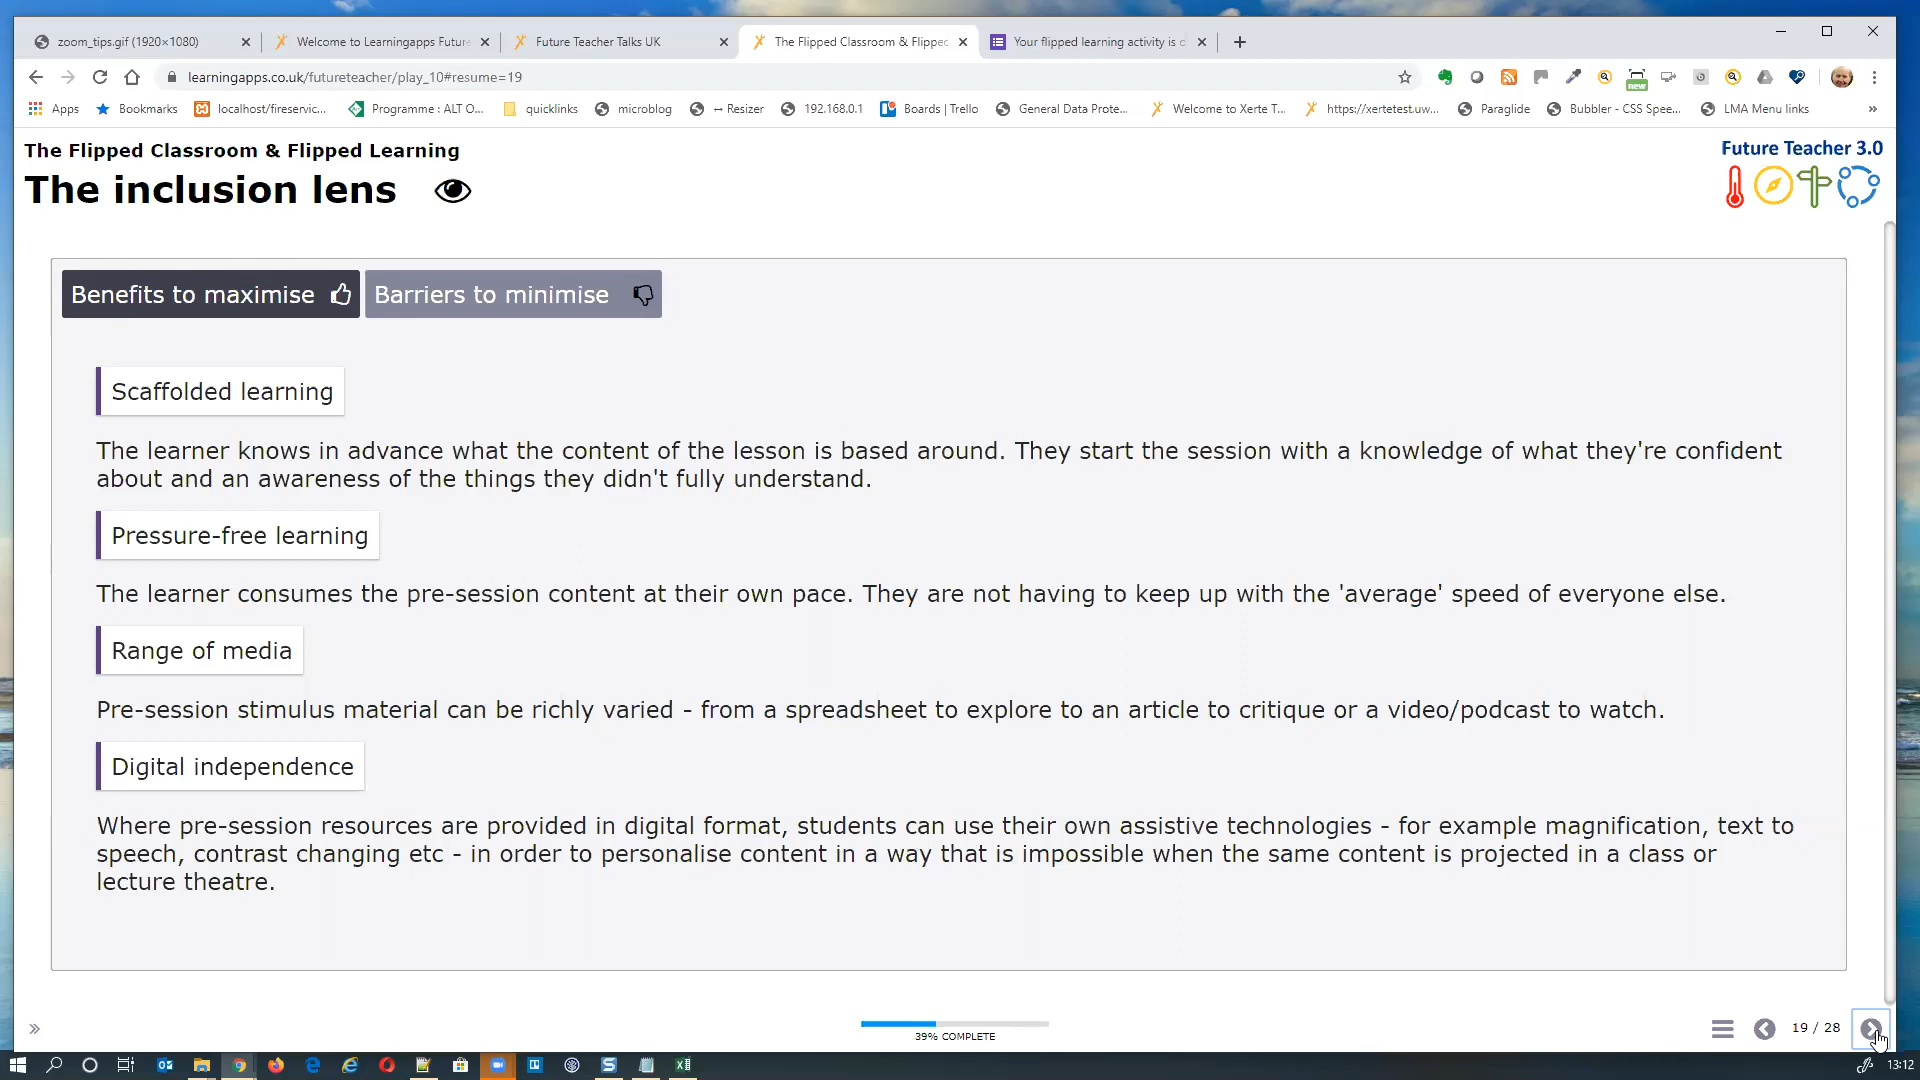 zoom_tips.gif (1920×1080)
Welcome to Learningapps Future
Future Teacher Talks UK
The Flipped Classroom & Flipped
Your flipped learning activity is
learningapps.co.uk/futureteacher/play_10#resume=19
new
Apps
Bookmarks
localhost/fireservic...
Programme : ALT O...
quicklinks
microblog
↔ Resizer
192.168.0.1
Boards | Trello
General Data Prote...
Welcome to Xerte T...
https://xertetest.uw...
Paraglide
Bubbler - CSS Spee...
LMA Menu links
»
The Flipped Classroom & Flipped Learning
Future Teacher 3.0
The inclusion lens
Benefits to maximise
Barriers to minimise
Scaffolded learning
The learner knows in advance what the content of the lesson is based around. They start the session with a knowledge of what they're confident
about and an awareness of the things they didn't fully understand.
Pressure-free learning
The learner consumes the pre-session content at their own pace. They are not having to keep up with the 'average' speed of everyone else.
Range of media
Pre-session stimulus material can be richly varied - from a spreadsheet to explore to an article to critique or a video/podcast to watch.
Digital independence
Where pre-session resources are provided in digital format, students can use their own assistive technologies - for example magnification, text to
speech, contrast changing etc - in order to personalise content in a way that is impossible when the same content is projected in a class or
lecture theatre.
39% COMPLETE
19 / 28
13:12